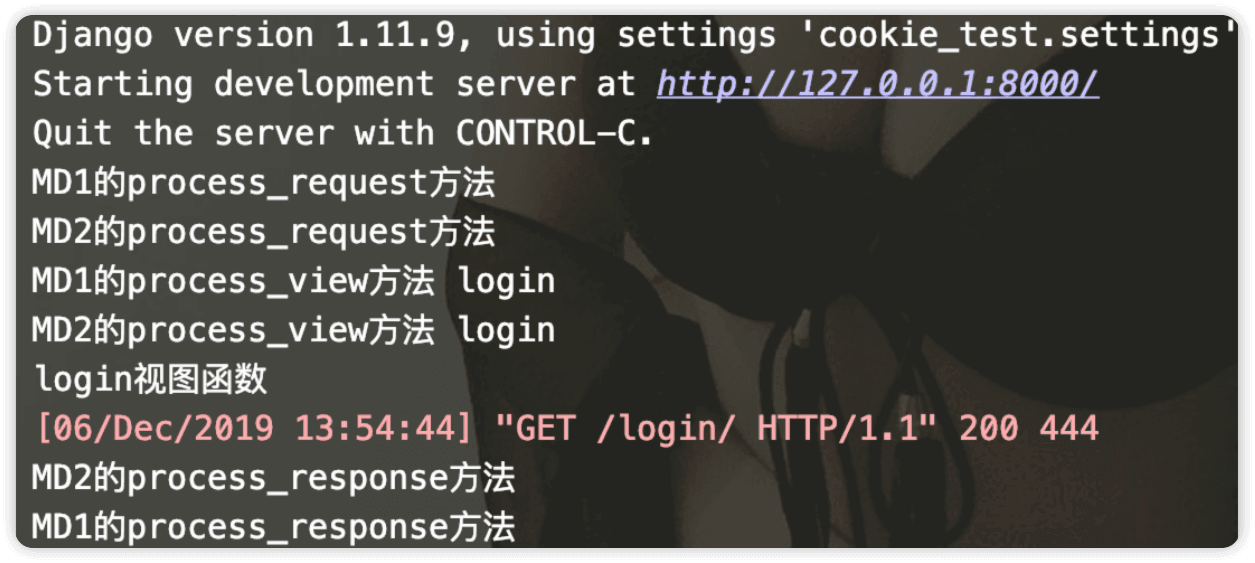 Django version 1.11.9, using settings 'cookie_test.settings'
Starting development server at http://127.0.0.1:8000/
Quit the server with CONTROL-C.
MD1的process_request方法
MD2的process_request方法
MD1的process_view方法 login
MD2的process_view方法 login
login视图函数
[06/Dec/2019 13:54:44] "GET /login/ HTTP/1.1" 200 444
MD2的process_response方法
MD1的process_response方法